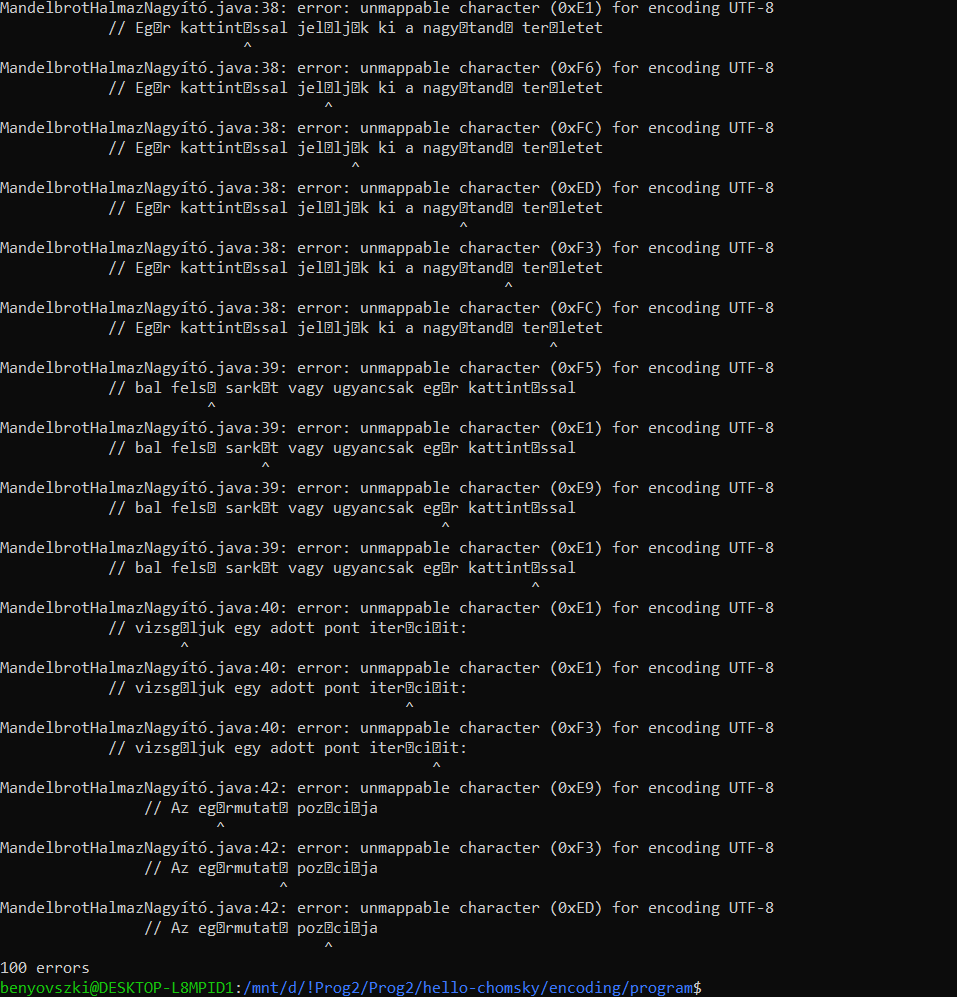 MandelbrotHalmazNagyító.java:38: error: unmappable character (0xE1) for encoding UTF-8
// Eg�r kattint�ssal jel�lj�k ki a nagy�tand� ter�letet
^
MandelbrotHalmazNagyító.java:38: error: unmappable character (0xF6) for encoding UTF-8
// Eg�r kattint�ssal jel�lj�k ki a nagy�tand� ter�letet
^
MandelbrotHalmazNagyító.java:38: error: unmappable character (0xFC) for encoding UTF-8
// Eg�r kattint�ssal jel�lj�k ki a nagy�tand� ter�letet
^
MandelbrotHalmazNagyító.java:38: error: unmappable character (0xED) for encoding UTF-8
// Eg�r kattint�ssal jel�lj�k ki a nagy�tand� ter�letet
^
MandelbrotHalmazNagyító.java:38: error: unmappable character (0xF3) for encoding UTF-8
// Eg�r kattint�ssal jel�lj�k ki a nagy�tand� ter�letet
^
MandelbrotHalmazNagyító.java:38: error: unmappable character (0xFC) for encoding UTF-8
// Eg�r kattint�ssal jel�lj�k ki a nagy�tand� ter�letet
^
MandelbrotHalmazNagyító.java:39: error: unmappable character (0xF5) for encoding UTF-8
// bal fels� sark�t vagy ugyancsak eg�r kattint�ssal
^
MandelbrotHalmazNagyító.java:39: error: unmappable character (0xE1) for encoding UTF-8
// bal fels� sark�t vagy ugyancsak eg�r kattint�ssal
^
MandelbrotHalmazNagyító.java:39: error: unmappable character (0xE9) for encoding UTF-8
// bal fels� sark�t vagy ugyancsak eg�r kattint�ssal
^
MandelbrotHalmazNagyító.java:39: error: unmappable character (0xE1) for encoding UTF-8
// bal fels� sark�t vagy ugyancsak eg�r kattint�ssal
^
MandelbrotHalmazNagyító.java:40: error: unmappable character (0xE1) for encoding UTF-8
// vizsg�ljuk egy adott pont iter�ci�it:
^
MandelbrotHalmazNagyító.java:40: error: unmappable character (0xE1) for encoding UTF-8
// vizsg�ljuk egy adott pont iter�ci�it:
^
MandelbrotHalmazNagyító.java:40: error: unmappable character (0xF3) for encoding UTF-8
// vizsg�ljuk egy adott pont iter�ci�it:
^
MandelbrotHalmazNagyító.java:42: error: unmappable character (0xE9) for encoding UTF-8
// Az eg�rmutat� poz�ci�ja
^
MandelbrotHalmazNagyító.java:42: error: unmappable character (0xF3) for encoding UTF-8
// Az eg�rmutat� poz�ci�ja
^
MandelbrotHalmazNagyító.java:42: error: unmappable character (0xED) for encoding UTF-8
// Az eg�rmutat� poz�ci�ja
^
100 errors
benyovszki@DESKTOP-L8MPID1:/mnt/d/!Prog2/Prog2/hello-chomsky/encoding/program$